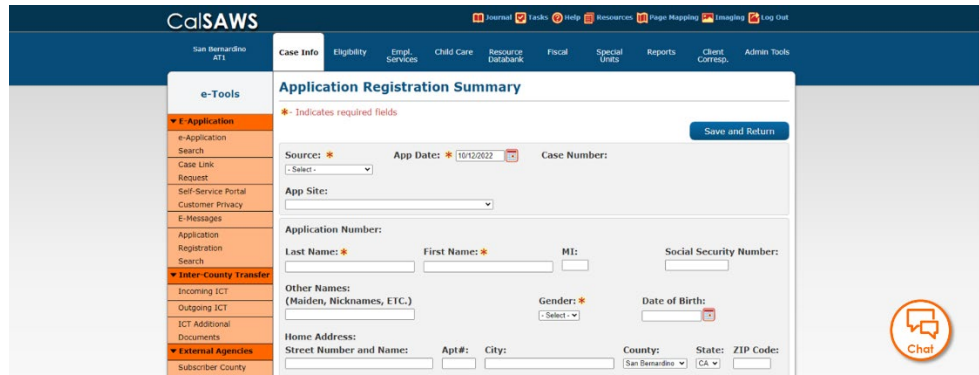 CalSAWS
Journal Tasks Help Resources Page Mapping Imaging Log Out
San Bernardino
AT1
Case Info Eligibility Empl. Services Child Care Resource Databank Fiscal Special Units Reports Client Corresp. Admin Tools
e-Tools
E-Application
e-Application
Search
Case Link
Request
Self-Service Portal
Customer Privacy
E-Messages
Application
Registration
Search
Inter-County Transfer
Incoming ICT
Outgoing ICT
ICT Additional
Documents
External Agencies
Subscriber County
Application Registration Summary
*- Indicates required fields
Save and Return
Source: * App Date: * 10/12/2022 Case Number:
- Select -
App Site:
Application Number:
Last Name: * First Name: * MI: Social Security Number:
Other Names:
(Maiden, Nicknames, ETC.) Gender: * Date of Birth:
- Select -
Home Address:
Street Number and Name: Apt#: City: County: State: ZIP Code:
San Bernardino CA
Chat